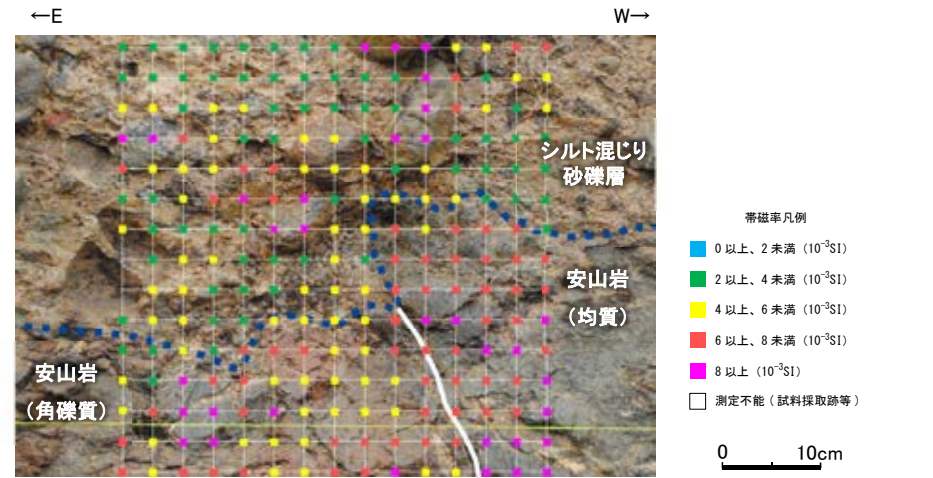 ←E
W→
シルト混じり
砂礫層
安山岩
(均質)
安山岩
(角礫質)
帯磁率凡例
0 以上、2 未満 (10⁻³SI)
2 以上、4 未満 (10⁻³SI)
4 以上、6 未満 (10⁻³SI)
6 以上、8 未満 (10⁻³SI)
8 以上 (10⁻³SI)
測定不能 ( 試料採取跡等 )
0 10cm